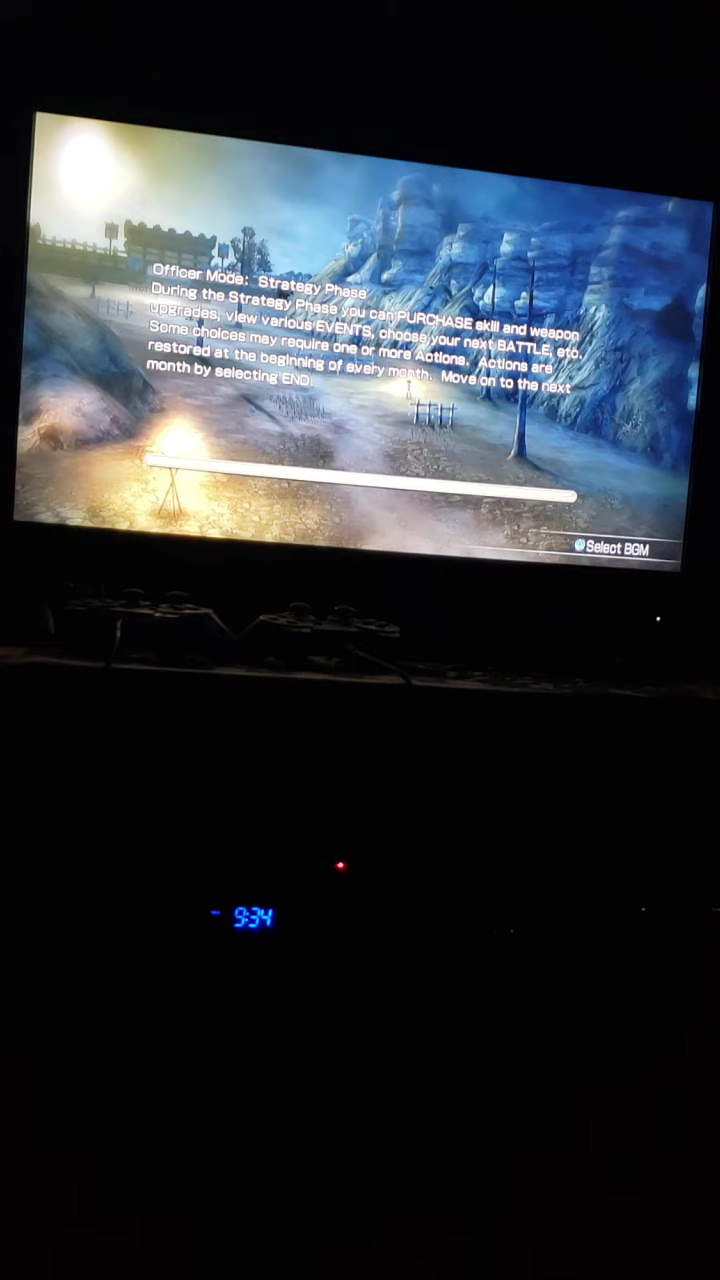 Officer Mode: Strategy Phase
During the Strategy Phase you can PURCHASE skill and weapon
upgrades, view various EVENTS, choose your next BATTLE, etc.
Some choices may require one or more Actions. Actions are
restored at the beginning of every month. Move on to the next
month by selecting END.
Select BGM
9:34